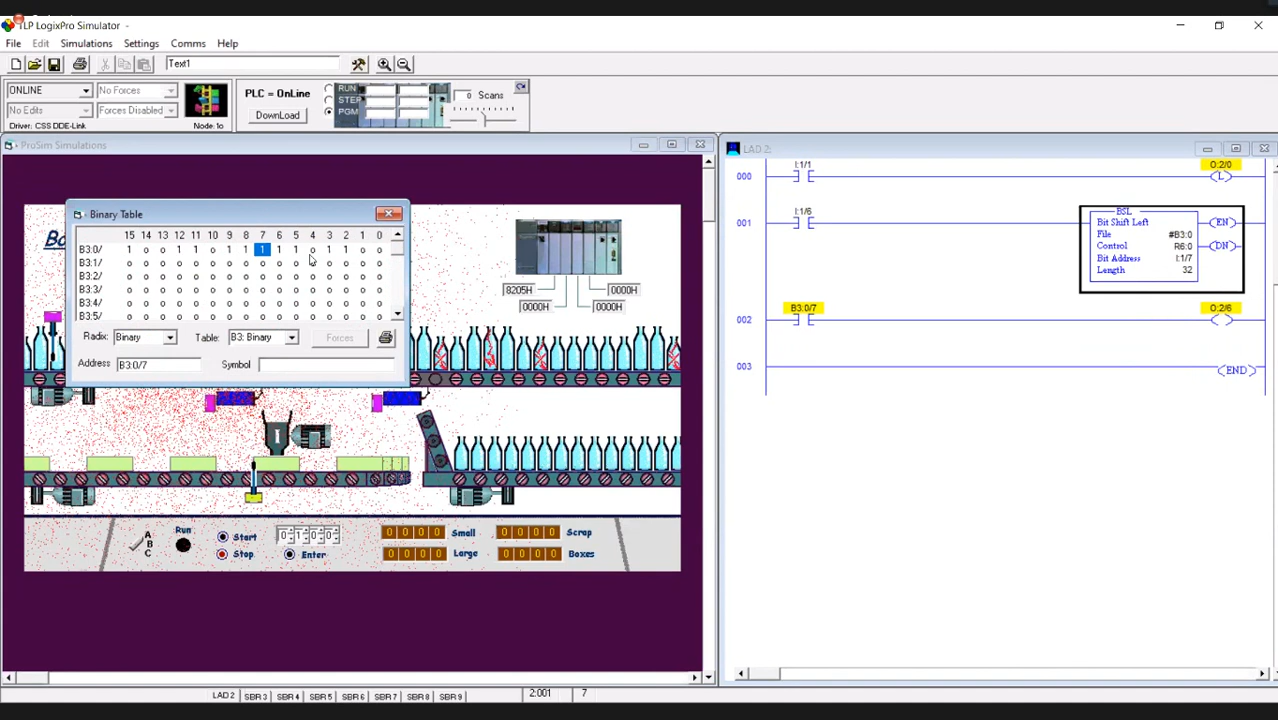 TLP LogixPro Simulator -
File Edit Simulations Settings Comms Help
Text1
ONLINE No Forces
No Edits Forces Disabled
Driver: CSS DDE-Link Node: 1o
PLC = OnLine
DownLoad
RUN
STEP
PGM
0 Scans
ProSim Simulations
LAD 2:
Binary Table
15 14 13 12 11 10 9 8 7 6 5 4 3 2 1 0
B3:0/ 1 0 0 1 1 0 1 1 1 1 1 0 1 1 0 0
B3:1/ 0 0 0 0 0 0 0 0 0 0 0 0 0 0 0 0
B3:2/ 0 0 0 0 0 0 0 0 0 0 0 0 0 0 0 0
B3:3/ 0 0 0 0 0 0 0 0 0 0 0 0 0 0 0 0
B3:4/ 0 0 0 0 0 0 0 0 0 0 0 0 0 0 0 0
B3:5/ 0 0 0 0 0 0 0 0 0 0 0 0 0 0 0 0
Radix: Binary Table: B3: Binary Forces
Address B3:0/7 Symbol
8205H 0000H
0000H 0000H
A
B
C
Run
Start
Stop
0 1 0 0
Enter
0 0 0 0 Small 0 0 0 0 Scrap
0 0 0 0 Large 0 0 0 0 Boxes
000
I:1/1
O:2/0
L
001
I:1/6
BSL
Bit Shift Left
File #B3:0
Control R6:0
Bit Address I:1/7
Length 32
EN
DN
002
B3:0/7
O:2/6
003
END
LAD 2 SBR 3 SBR 4 SBR 5 SBR 6 SBR 7 SBR 8 SBR 9
2:001 7